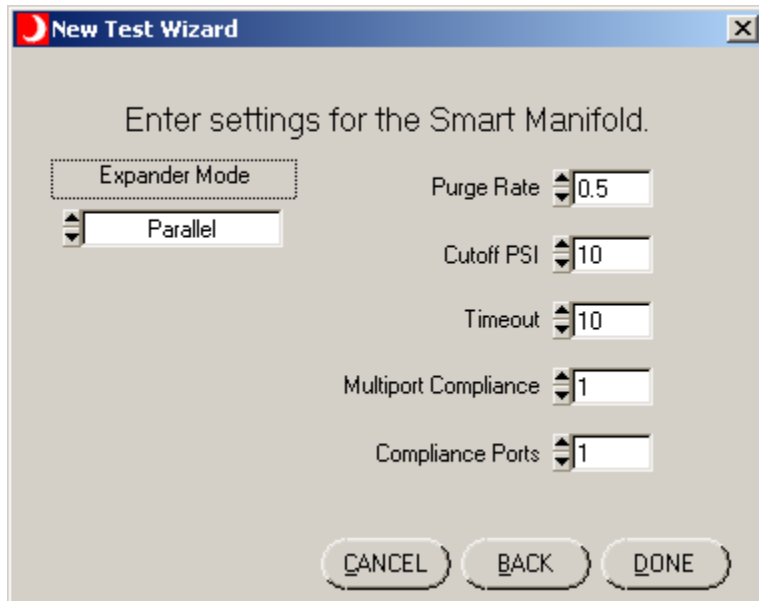 New Test Wizard
Enter settings for the Smart Manifold.
Expander Mode
Parallel
Purge Rate 0.5
Cutoff PSI 10
Timeout 10
Multiport Compliance 1
Compliance Ports 1
CANCEL BACK DONE